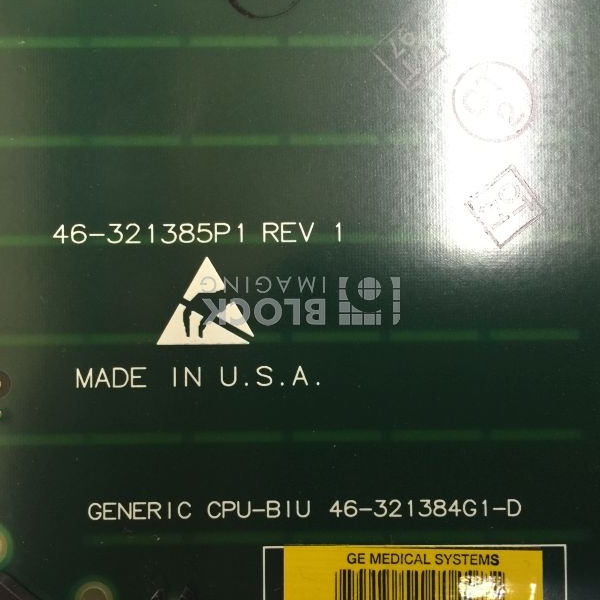 46-321385P1 REV 1
BLOCK
IMAGING
MADE IN U.S.A.
GENERIC CPU-BIU 46-321384G1-D
GE MEDICAL SYSTEMS